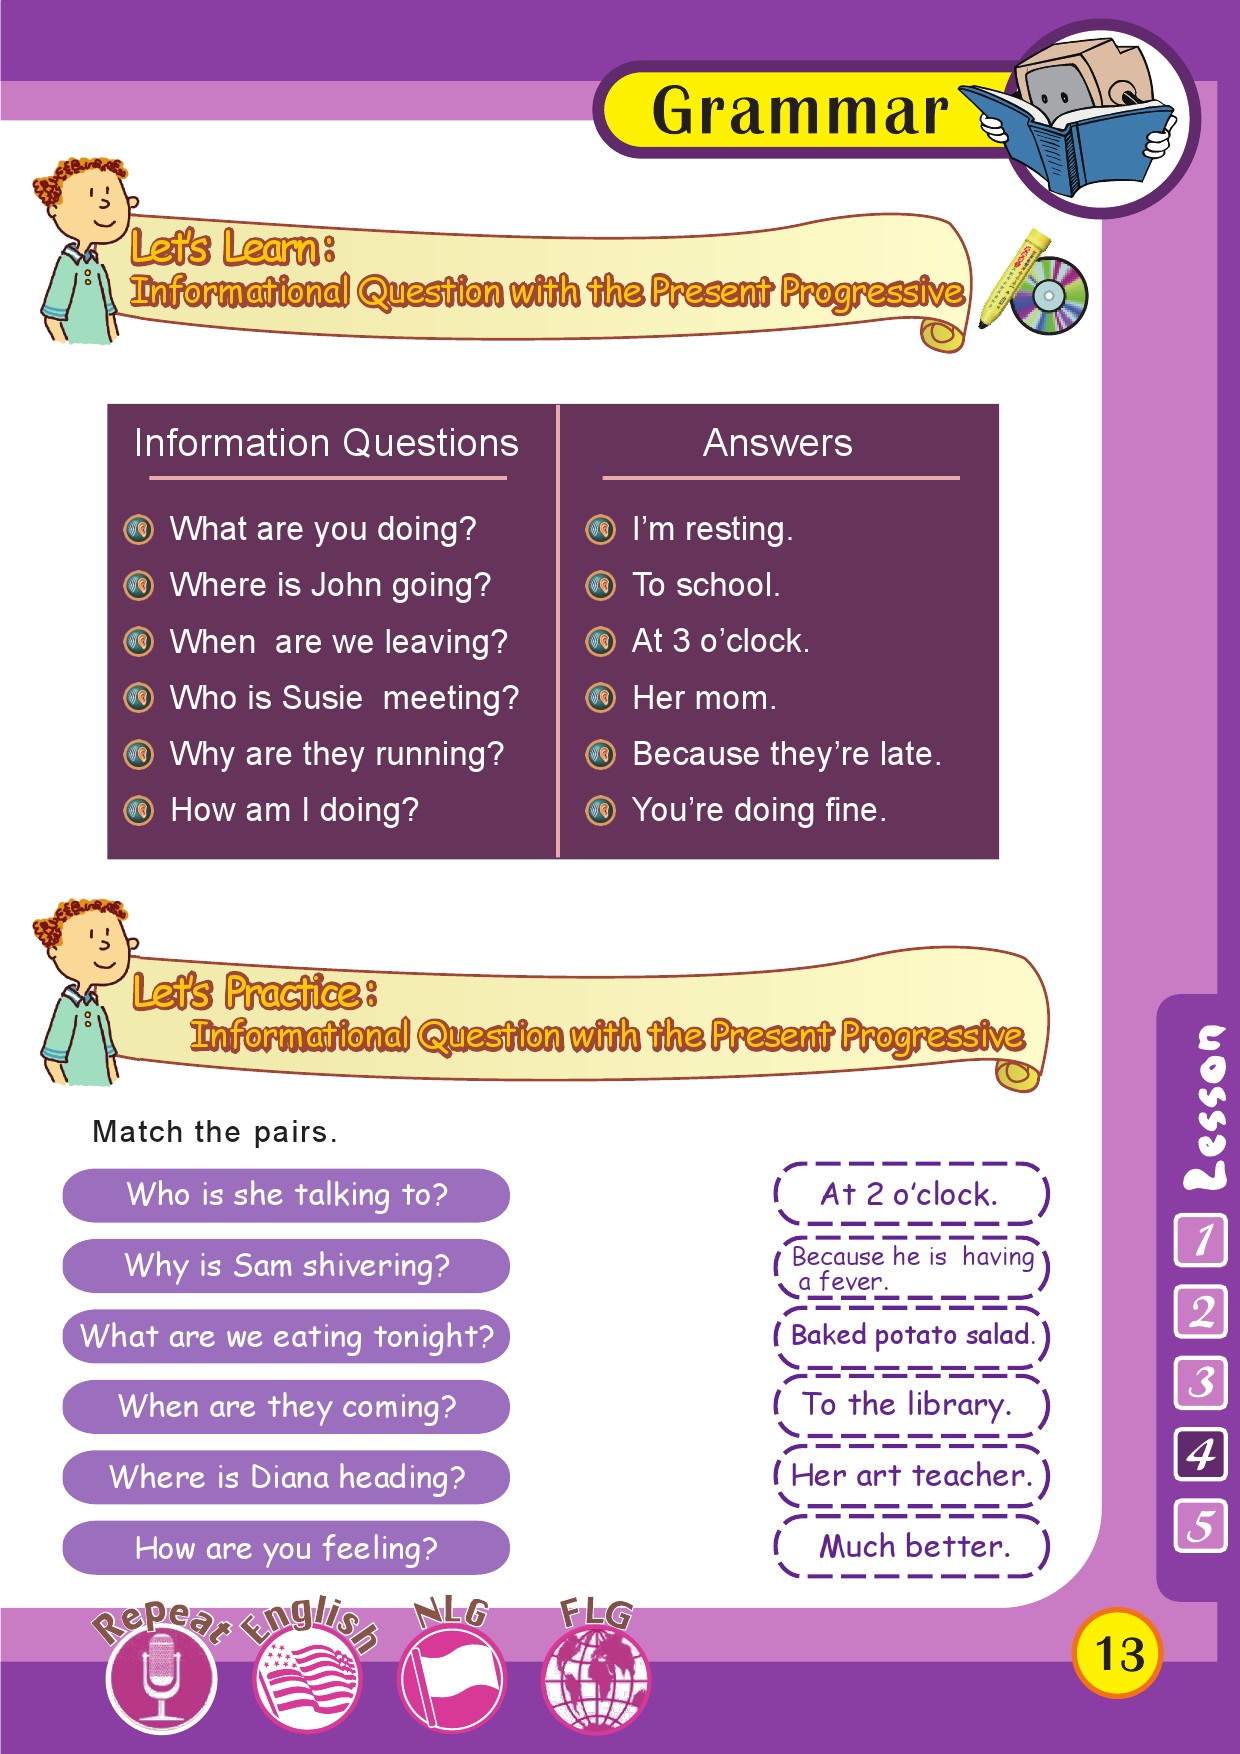 Grammar
Let's Learn:
Informational Question with the Present Progressive
Information Questions
Answers
What are you doing?
I'm resting.
Where is John going?
To school.
When are we leaving?
At 3 o'clock.
Who is Susie meeting?
Her mom.
Why are they running?
Because they're late.
How am I doing?
You're doing fine.
Let's Practice:
Informational Question with the Present Progressive
Match the pairs.
Who is she talking to?
At 2 o'clock.
Why is Sam shivering?
Because he is having
a fever.
What are we eating tonight?
Baked potato salad.
When are they coming?
To the library.
Where is Diana heading?
Her art teacher.
How are you feeling?
Much better.
Lesson
1
2
3
4
5
Repeat
English
NLG
FLG
13